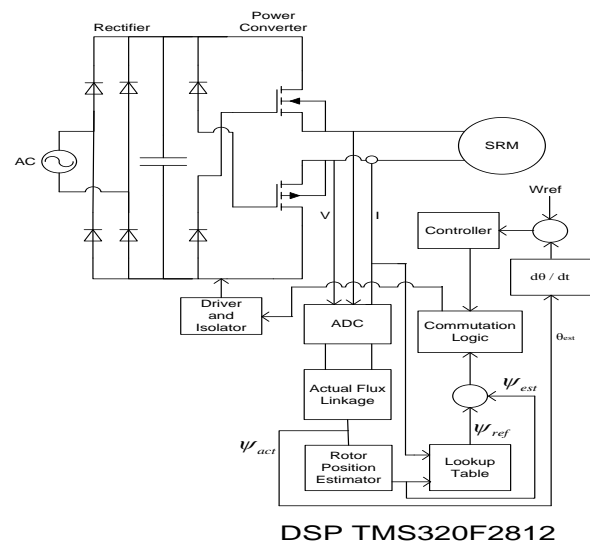 Rectifier
Power
Converter
AC
SRM
V
I
Wref
Controller
dθ / dt
Driver
and
Isolator
ADC
Commutation
Logic
θest
Actual Flux
Linkage
ψest
ψact
ψref
Rotor
Position
Estimator
Lookup
Table
DSP TMS320F2812